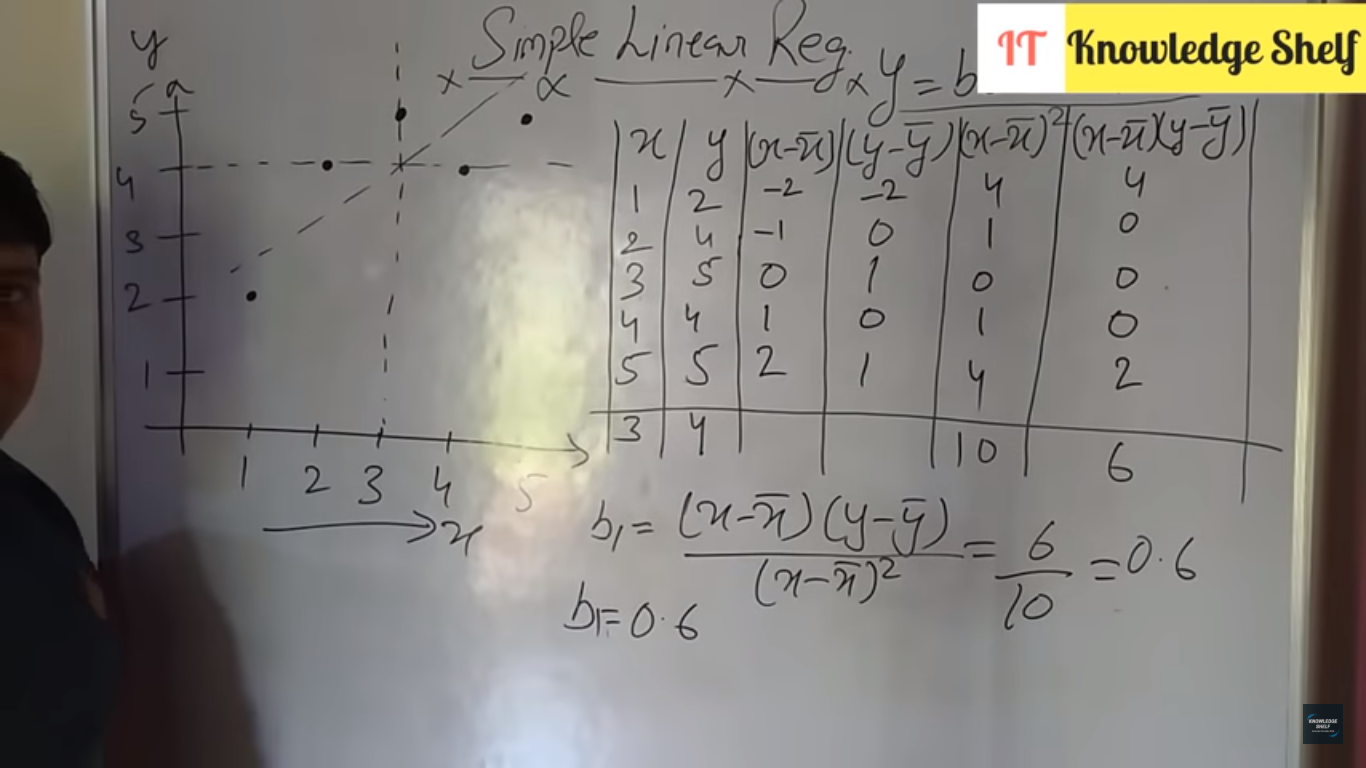 IT Knowledge Shelf
Simple Linear Reg.
y = b
y
5
4
3
2
1
1 2 3 4 5
x
x | y | (x-x̄) | (y-ȳ) | (x-x̄)² | (x-x̄)(y-ȳ)
1 | 2 | -2 | -2 | 4 | 4
2 | 4 | -1 | 0 | 1 | 0
3 | 5 | 0 | 1 | 0 | 0
4 | 4 | 1 | 0 | 1 | 0
5 | 5 | 2 | 1 | 4 | 2
3 | 4 | | | 10 | 6
b₁ = (x-x̄)(y-ȳ) / (x-x̄)² = 6/10 = 0.6
b₁ = 0.6
KNOWLEDGE
SHELF